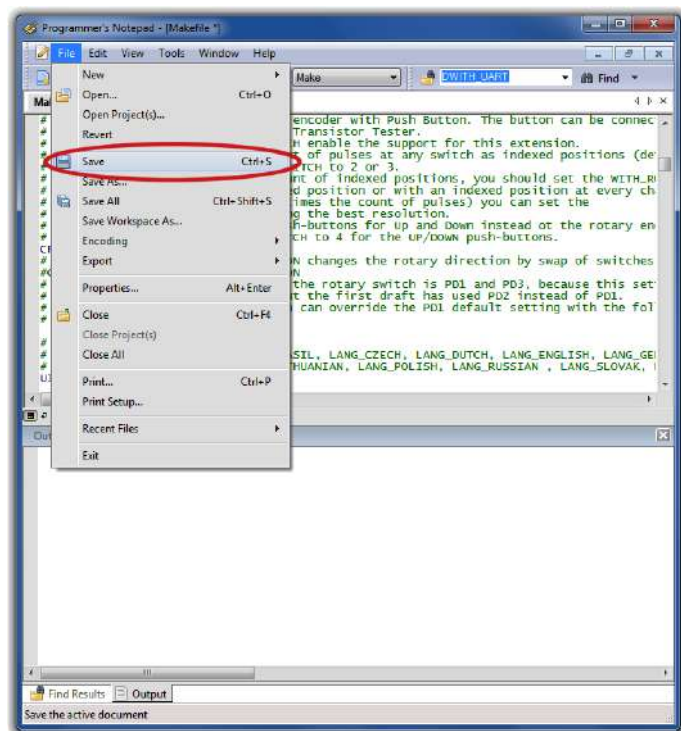 Programmer's Notepad - [Makefile *]
File Edit View Tools Window Help
Make DWITH_UART Find
New
Open... Ctrl+O
Open Project(s)...
Revert
Save Ctrl+S
Save As...
Save All Ctrl+Shift+S
Save Workspace As...
Encoding
Export
Properties... Alt+Enter
Close Ctrl+F4
Close Project(s)
Close All
Print... Ctrl+P
Print Setup...
Recent Files
Exit
encoder with Push Button. The button can be connec
Transistor Tester.
H enable the support for this extension.
t of pulses at any switch as indexed positions (de
ITCH to 2 or 3.
nt of indexed positions, you should set the WITH_R
d position or with an indexed position at every ch
imes the count of pulses) you can set the
g the best resolution.
h-buttons for Up and Down instead of the rotary en
CH to 4 for the UP/DOWN push-buttons.
N changes the rotary direction by swap of switches
ON
the rotary switch is PD1 and PD3, because this set
t the first draft has used PD2 instead of PD1.
can override the PD1 default setting with the fol
SIL, LANG_CZECH, LANG_DUTCH, LANG_ENGLISH, LANG_GE
HUANIAN, LANG_POLISH, LANG_RUSSIAN , LANG_SLOVAK,
Find Results Output
Save the active document